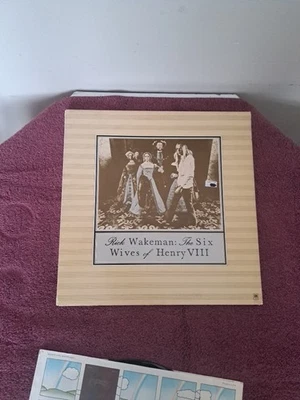 Rick Wakeman: The Six
Wives of Henry VIII